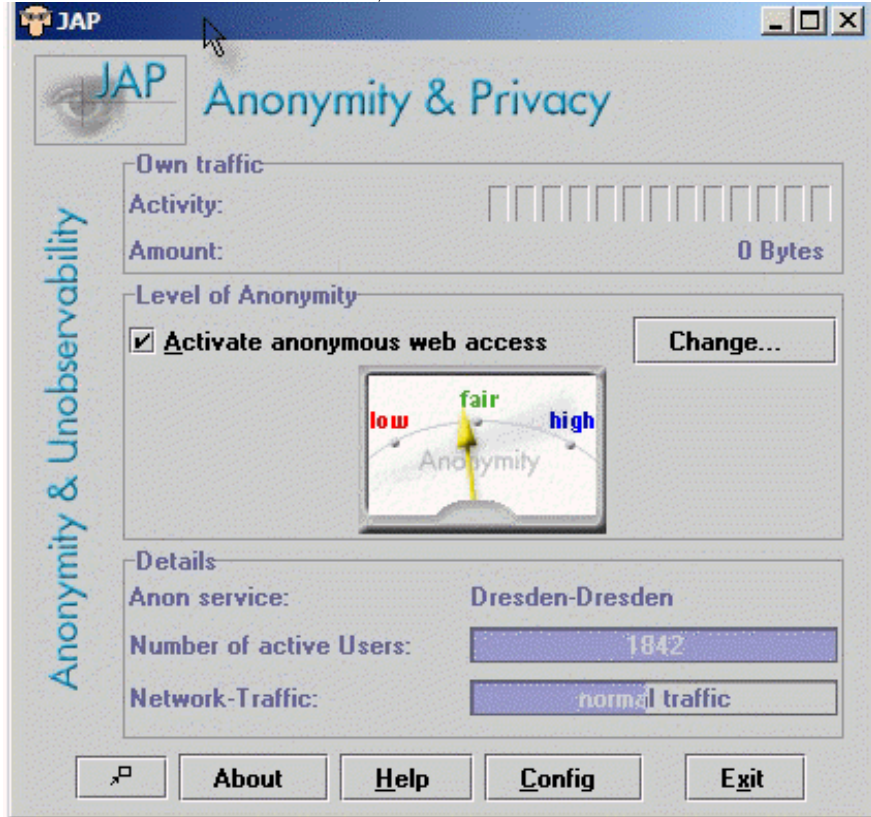 JAP
JAP
Anonymity & Privacy
Anonymity & Unobservability
Own traffic
Activity:
Amount: 0 Bytes
Level of Anonymity
Activate anonymous web access Change...
low fair high
Anonymity
Details
Anon service: Dresden-Dresden
Number of active Users: 1842
Network-Traffic: normal traffic
About Help Config Exit